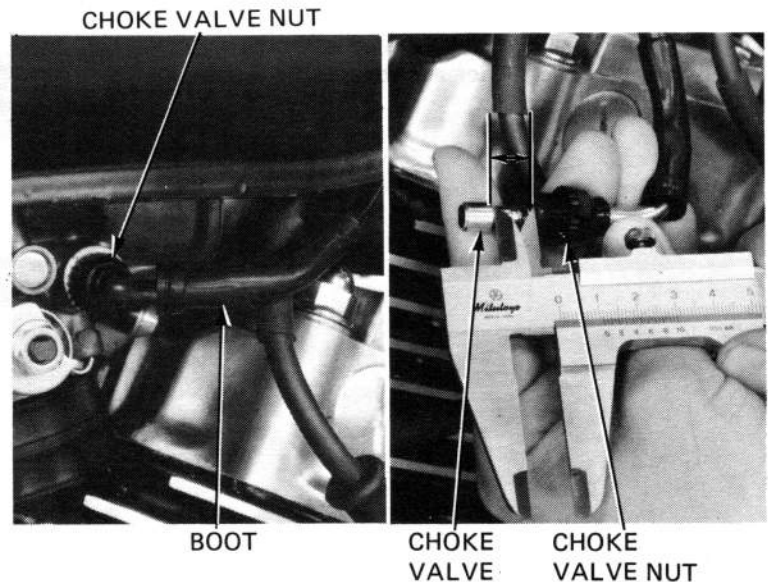 CHOKE VALVE NUT
Mitutoyo
0 1 2 3 4 5
BOOT
CHOKE
VALVE
CHOKE
VALVE NUT